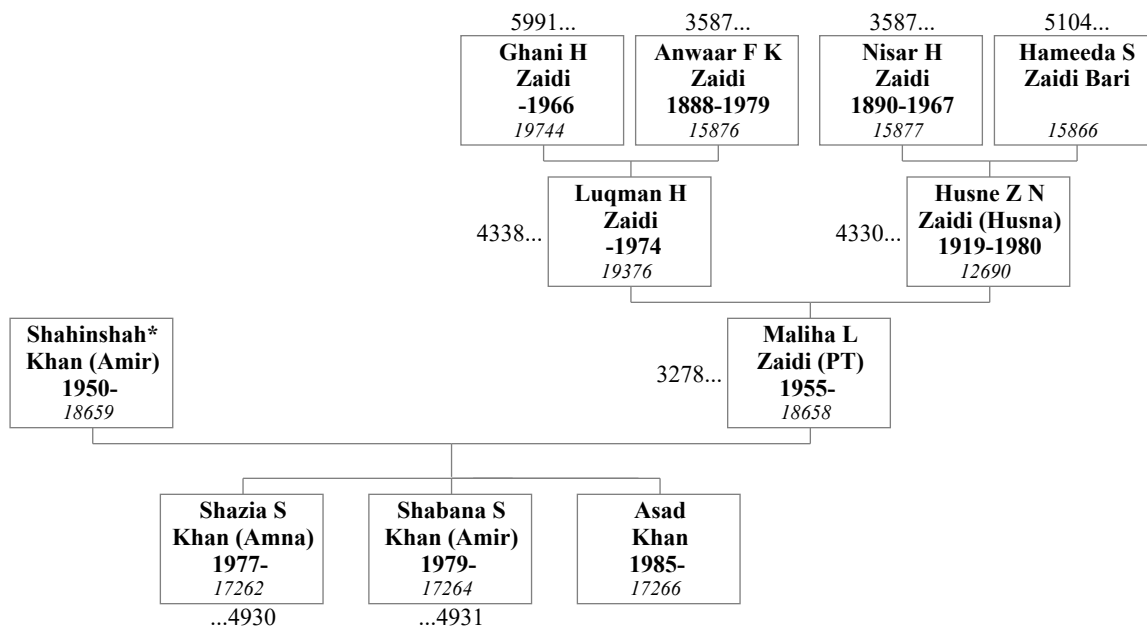 5991...
3587...
3587...
5104...
Ghani H
Zaidi
-1966
19744
Anwaar F K
Zaidi
1888-1979
15876
Nisar H
Zaidi
1890-1967
15877
Hameeda S
Zaidi Bari
15866
4338...
Luqman H
Zaidi
-1974
19376
4330...
Husne Z N
Zaidi (Husna)
1919-1980
12690
Shahinshah*
Khan (Amir)
1950-
18659
3278...
Maliha L
Zaidi (PT)
1955-
18658
Shazia S
Khan (Amna)
1977-
17262
...4930
Shabana S
Khan (Amir)
1979-
17264
...4931
Asad
Khan
1985-
17266